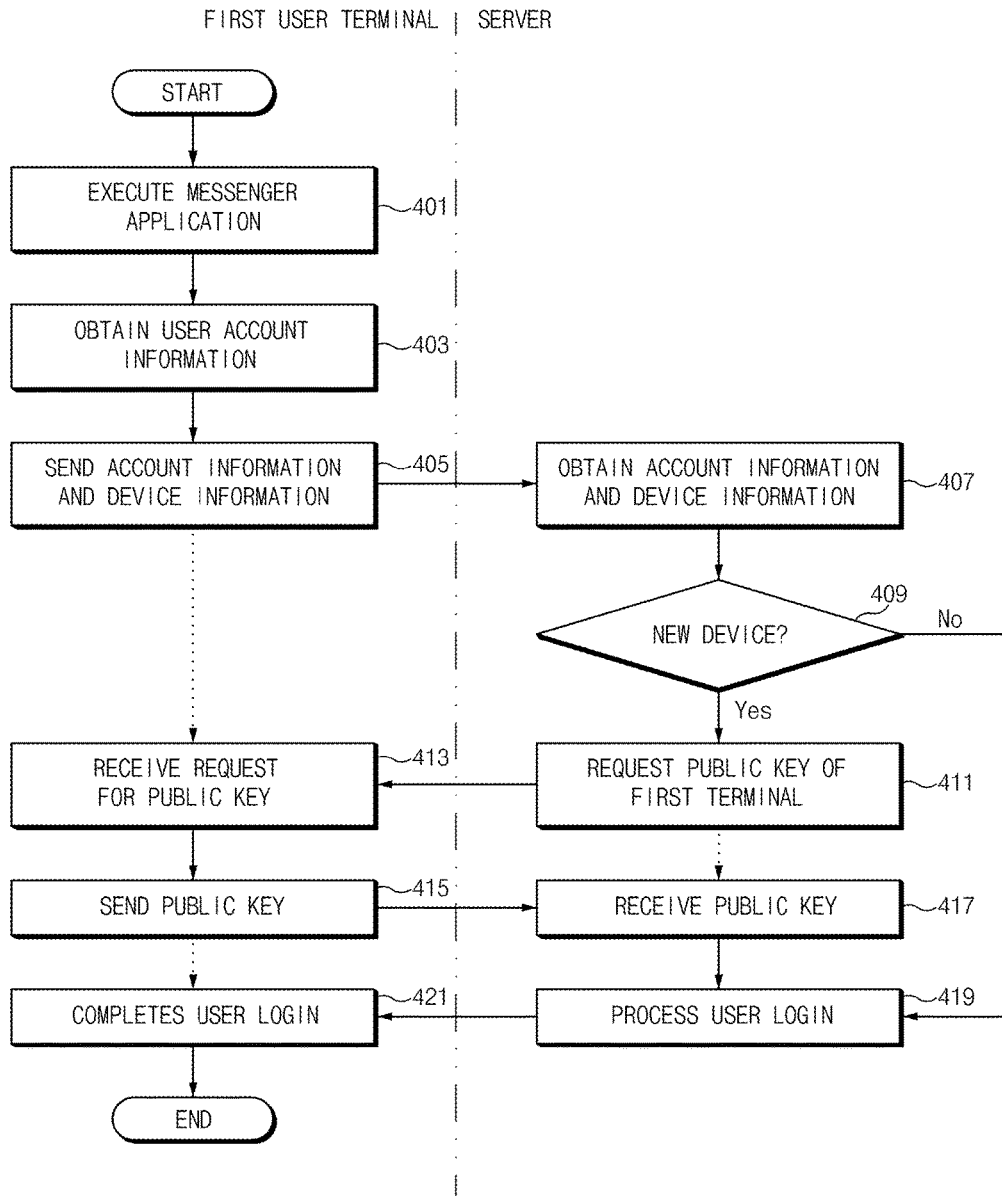 FIRST USER TERMINAL
SERVER
START
EXECUTE MESSENGER
APPLICATION
401
OBTAIN USER ACCOUNT
INFORMATION
403
SEND ACCOUNT INFORMATION
AND DEVICE INFORMATION
405
OBTAIN ACCOUNT INFORMATION
AND DEVICE INFORMATION
407
NEW DEVICE?
409
No
Yes
RECEIVE REQUEST
FOR PUBLIC KEY
413
REQUEST PUBLIC KEY OF
FIRST TERMINAL
411
SEND PUBLIC KEY
415
RECEIVE PUBLIC KEY
417
COMPLETES USER LOGIN
421
PROCESS USER LOGIN
419
END